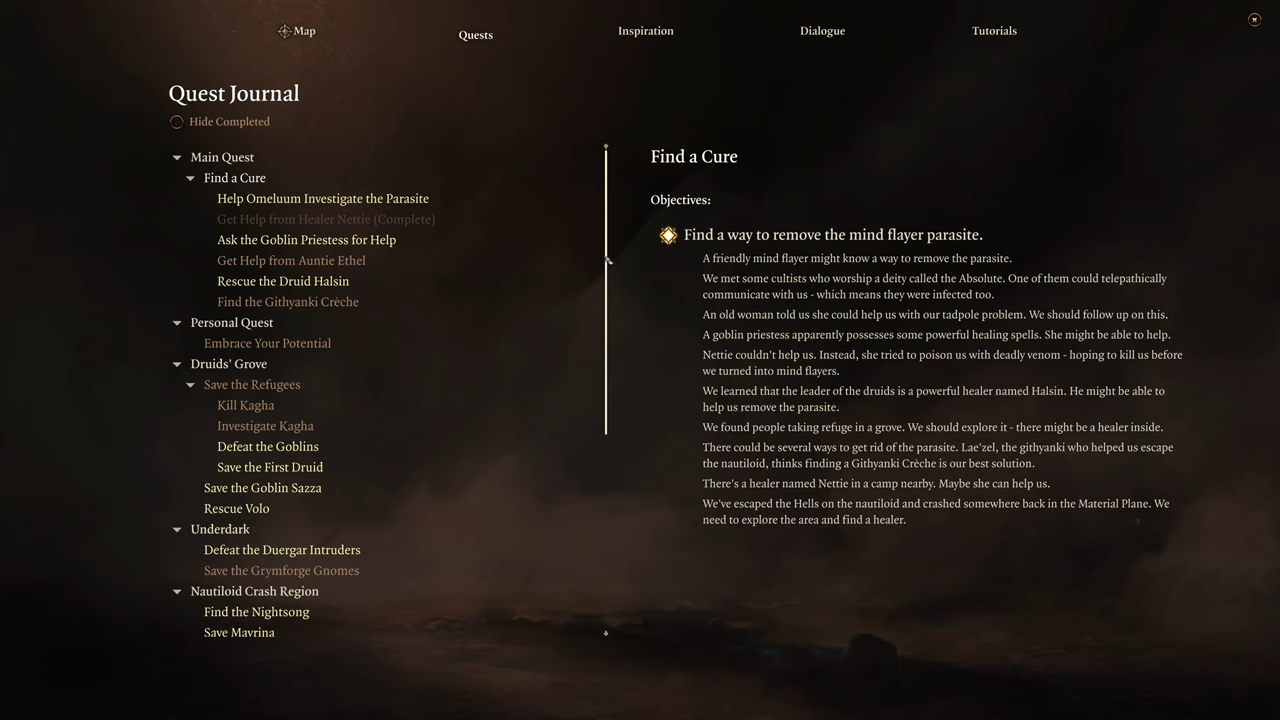 Map
Quests
Inspiration
Dialogue
Tutorials
Quest Journal
Hide Completed
Main Quest
Find a Cure
Help Omeluum Investigate the Parasite
Get Help from Healer Nettie (Complete)
Ask the Goblin Priestess for Help
Get Help from Auntie Ethel
Rescue the Druid Halsin
Find the Githyanki Crèche
Personal Quest
Embrace Your Potential
Druids' Grove
Save the Refugees
Kill Kagha
Investigate Kagha
Defeat the Goblins
Save the First Druid
Save the Goblin Sazza
Rescue Volo
Underdark
Defeat the Duergar Intruders
Save the Grymforge Gnomes
Nautiloid Crash Region
Find the Nightsong
Save Mavrina
Find a Cure
Objectives:
Find a way to remove the mind flayer parasite.
A friendly mind flayer might know a way to remove the parasite.
We met some cultists who worship a deity called the Absolute. One of them could telepathically
communicate with us - which means they were infected too.
An old woman told us she could help us with our tadpole problem. We should follow up on this.
A goblin priestess apparently possesses some powerful healing spells. She might be able to help.
Nettie couldn't help us. Instead, she tried to poison us with deadly venom - hoping to kill us before
we turned into mind flayers.
We learned that the leader of the druids is a powerful healer named Halsin. He might be able to
help us remove the parasite.
We found people taking refuge in a grove. We should explore it - there might be a healer inside.
There could be several ways to get rid of the parasite. Lae'zel, the githyanki who helped us escape
the nautiloid, thinks finding a Githyanki Crèche is our best solution.
There's a healer named Nettie in a camp nearby. Maybe she can help us.
We've escaped the Hells on the nautiloid and crashed somewhere back in the Material Plane. We
need to explore the area and find a healer.